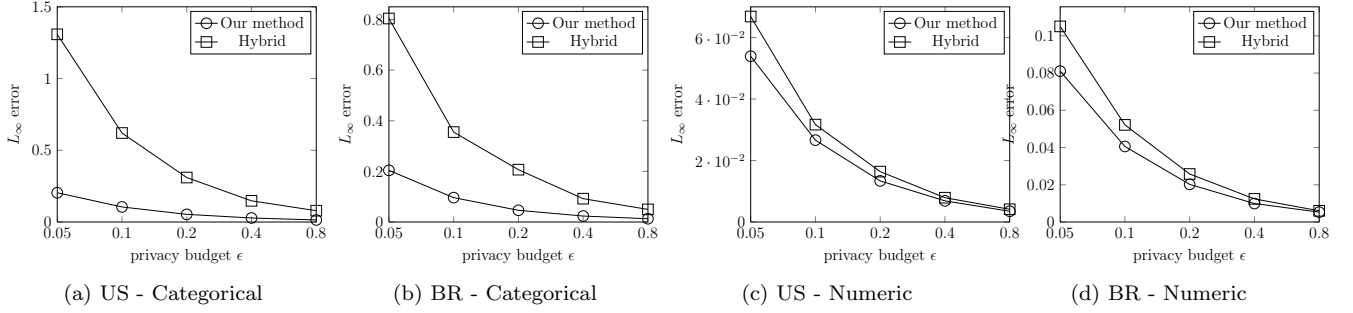 1.5
1
0.5
0
0.05 0.1 0.2 0.4 0.8
L∞ error
privacy budget ϵ
Our method
Hybrid
(a) US - Categorical
0.8
0.6
0.4
0.2
0
0.05 0.1 0.2 0.4 0.8
L∞ error
privacy budget ϵ
Our method
Hybrid
(b) BR - Categorical
6 · 10⁻²
4 · 10⁻²
2 · 10⁻²
0
0.05 0.1 0.2 0.4 0.8
L∞ error
privacy budget ϵ
Our method
Hybrid
(c) US - Numeric
0.1
0.08
0.06
0.04
0.02
0
0.05 0.1 0.2 0.4 0.8
L∞ error
privacy budget ϵ
Our method
Hybrid
(d) BR - Numeric